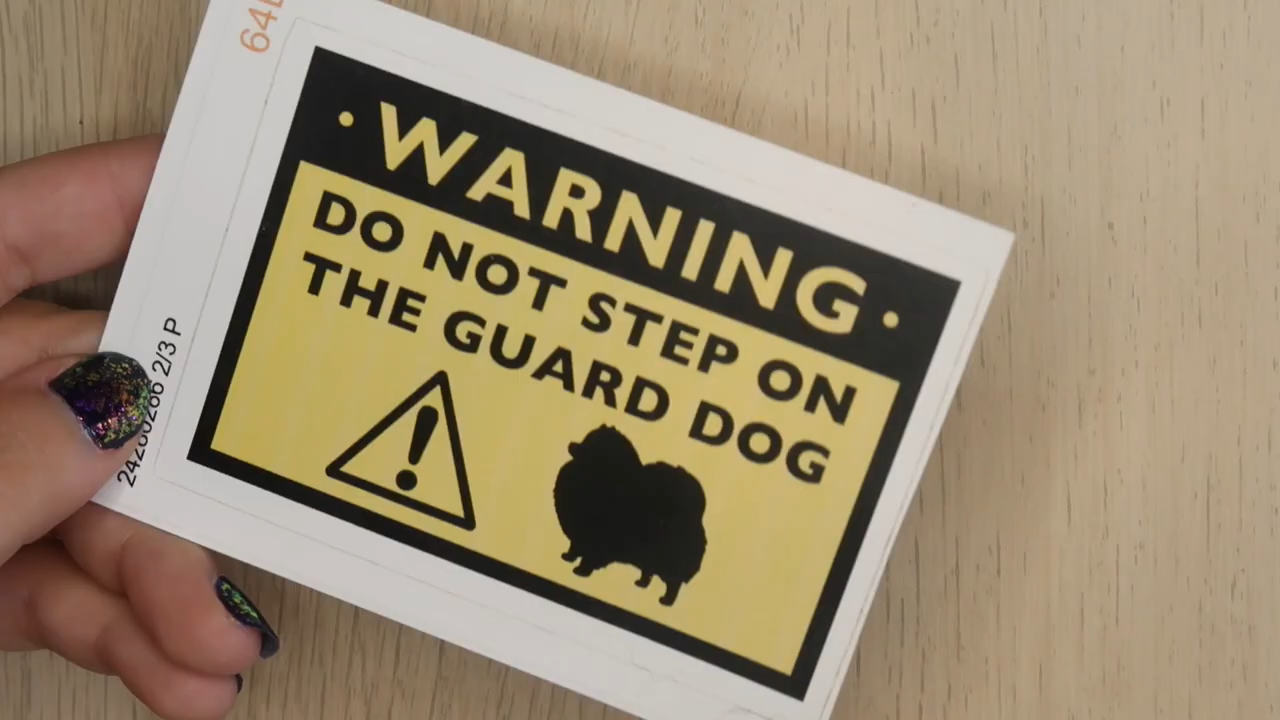 • WARNING •
DO NOT STEP ON
THE GUARD DOG
2/3 P